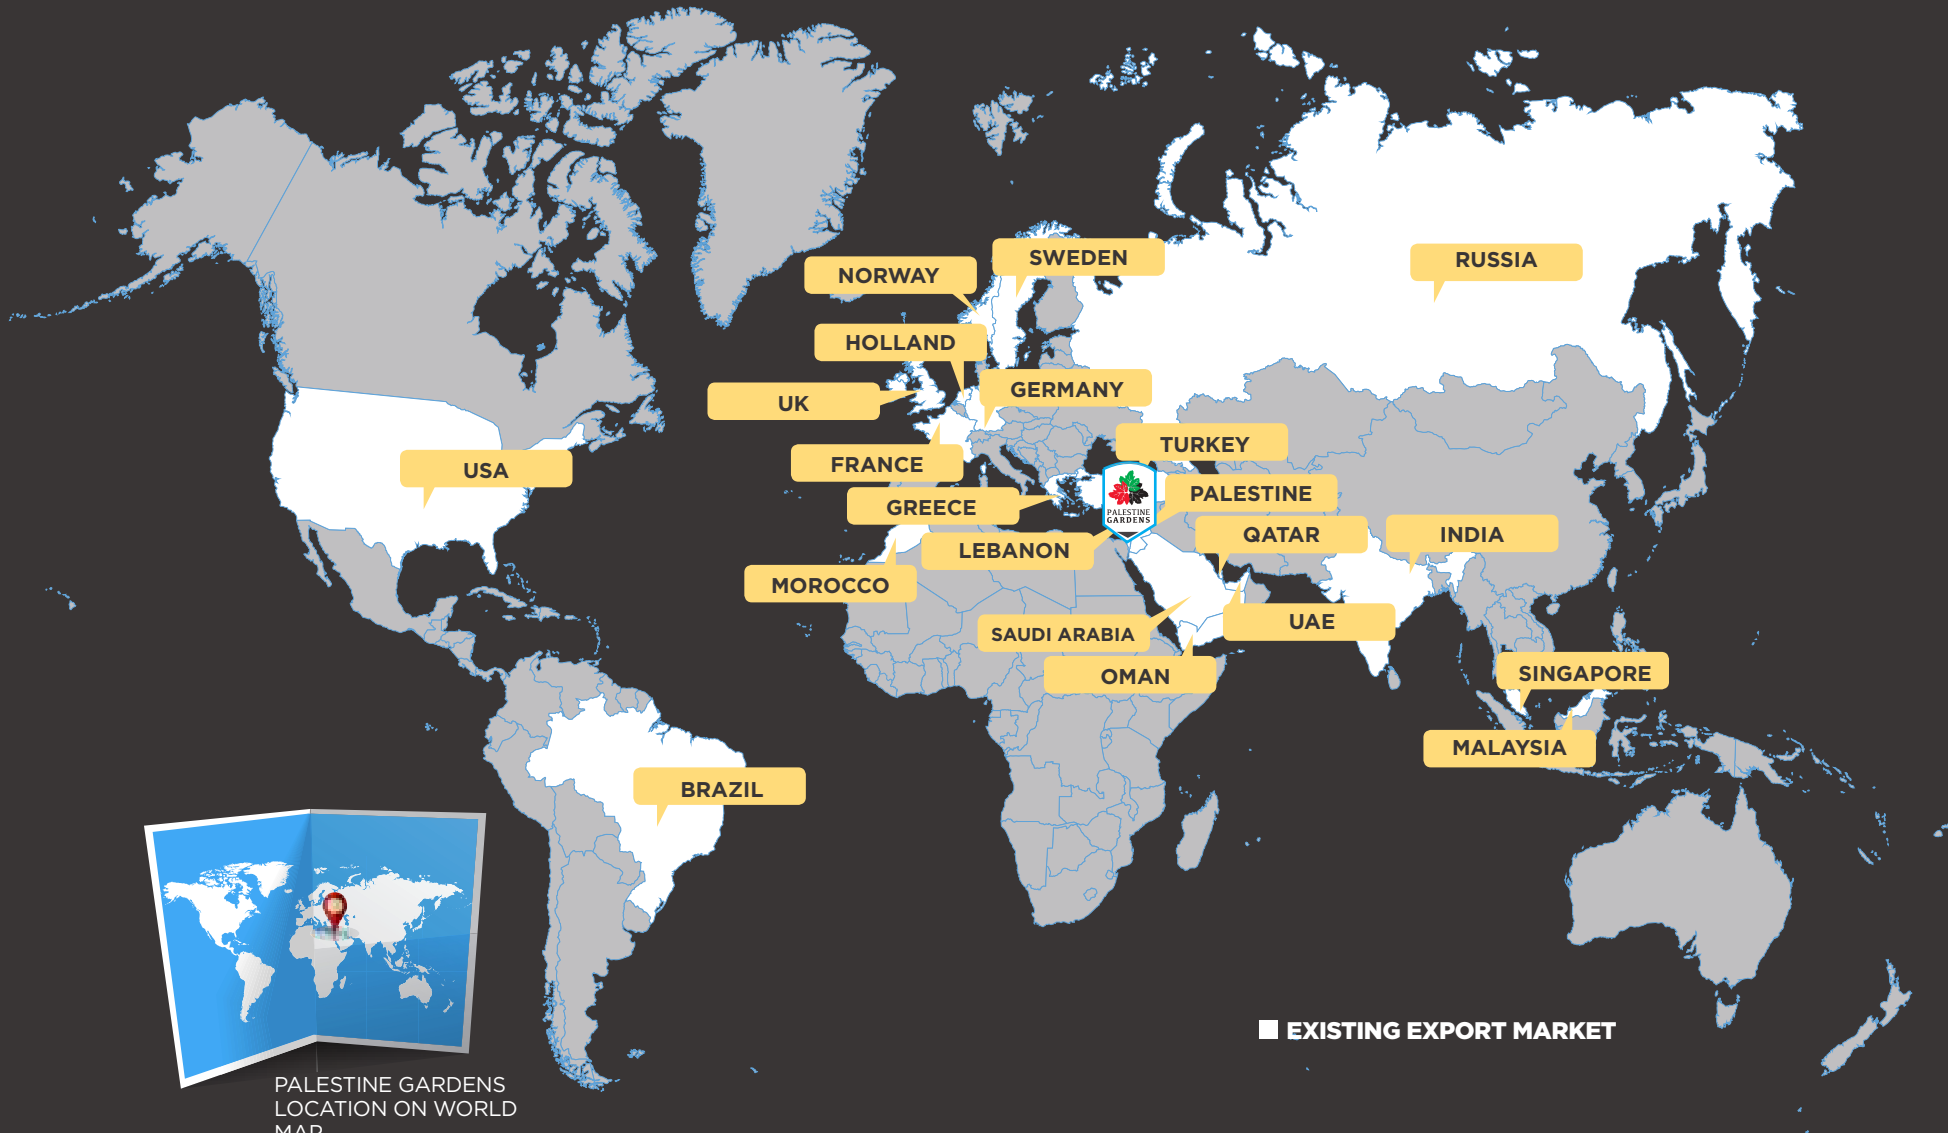 SWEDEN
NORWAY
RUSSIA
HOLLAND
GERMANY
UK
TURKEY
FRANCE
USA
PALESTINE
GREECE
PALESTINE
GARDENS
QATAR
INDIA
LEBANON
MOROCCO
UAE
SAUDI ARABIA
OMAN
SINGAPORE
MALAYSIA
BRAZIL
EXISTING EXPORT MARKET
PALESTINE GARDENS
LOCATION ON WORLD
MAP